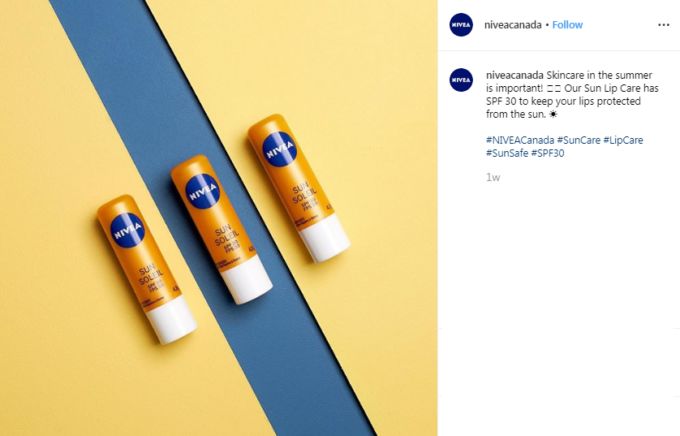 NIVEA
SUN
SOLEIL
NIVEA
SUN
SOLEIL
NIVEA
SUN
SOLEIL
NIVEA niveacanada • Follow
NIVEA niveacanada Skincare in the summer
is important! Our Sun Lip Care has
SPF 30 to keep your lips protected
from the sun. ☀
#NIVEACanada #SunCare #LipCare
#SunSafe #SPF30
1w